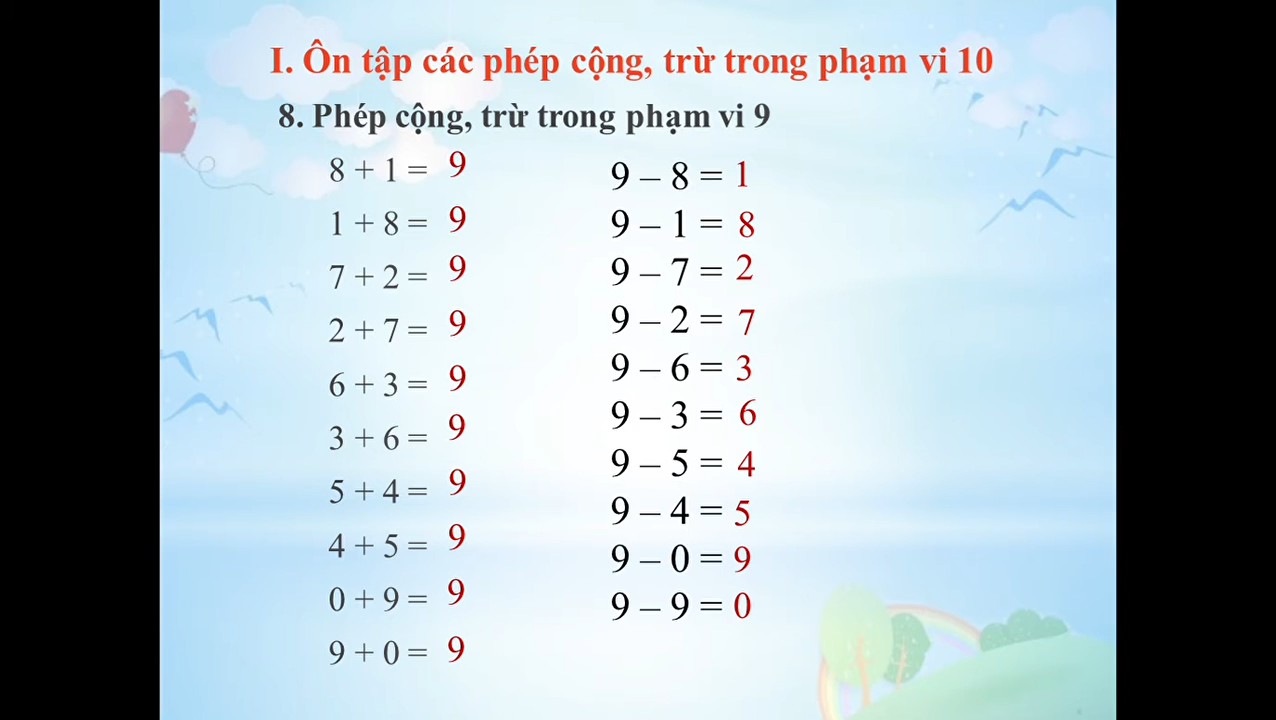 I. Ôn tập các phép cộng, trừ trong phạm vi 10
8. Phép cộng, trừ trong phạm vi 9
8 + 1 = 9
1 + 8 = 9
7 + 2 = 9
2 + 7 = 9
6 + 3 = 9
3 + 6 = 9
5 + 4 = 9
4 + 5 = 9
0 + 9 = 9
9 + 0 = 9
9 – 8 = 1
9 – 1 = 8
9 – 7 = 2
9 – 2 = 7
9 – 6 = 3
9 – 3 = 6
9 – 5 = 4
9 – 4 = 5
9 – 0 = 9
9 – 9 = 0